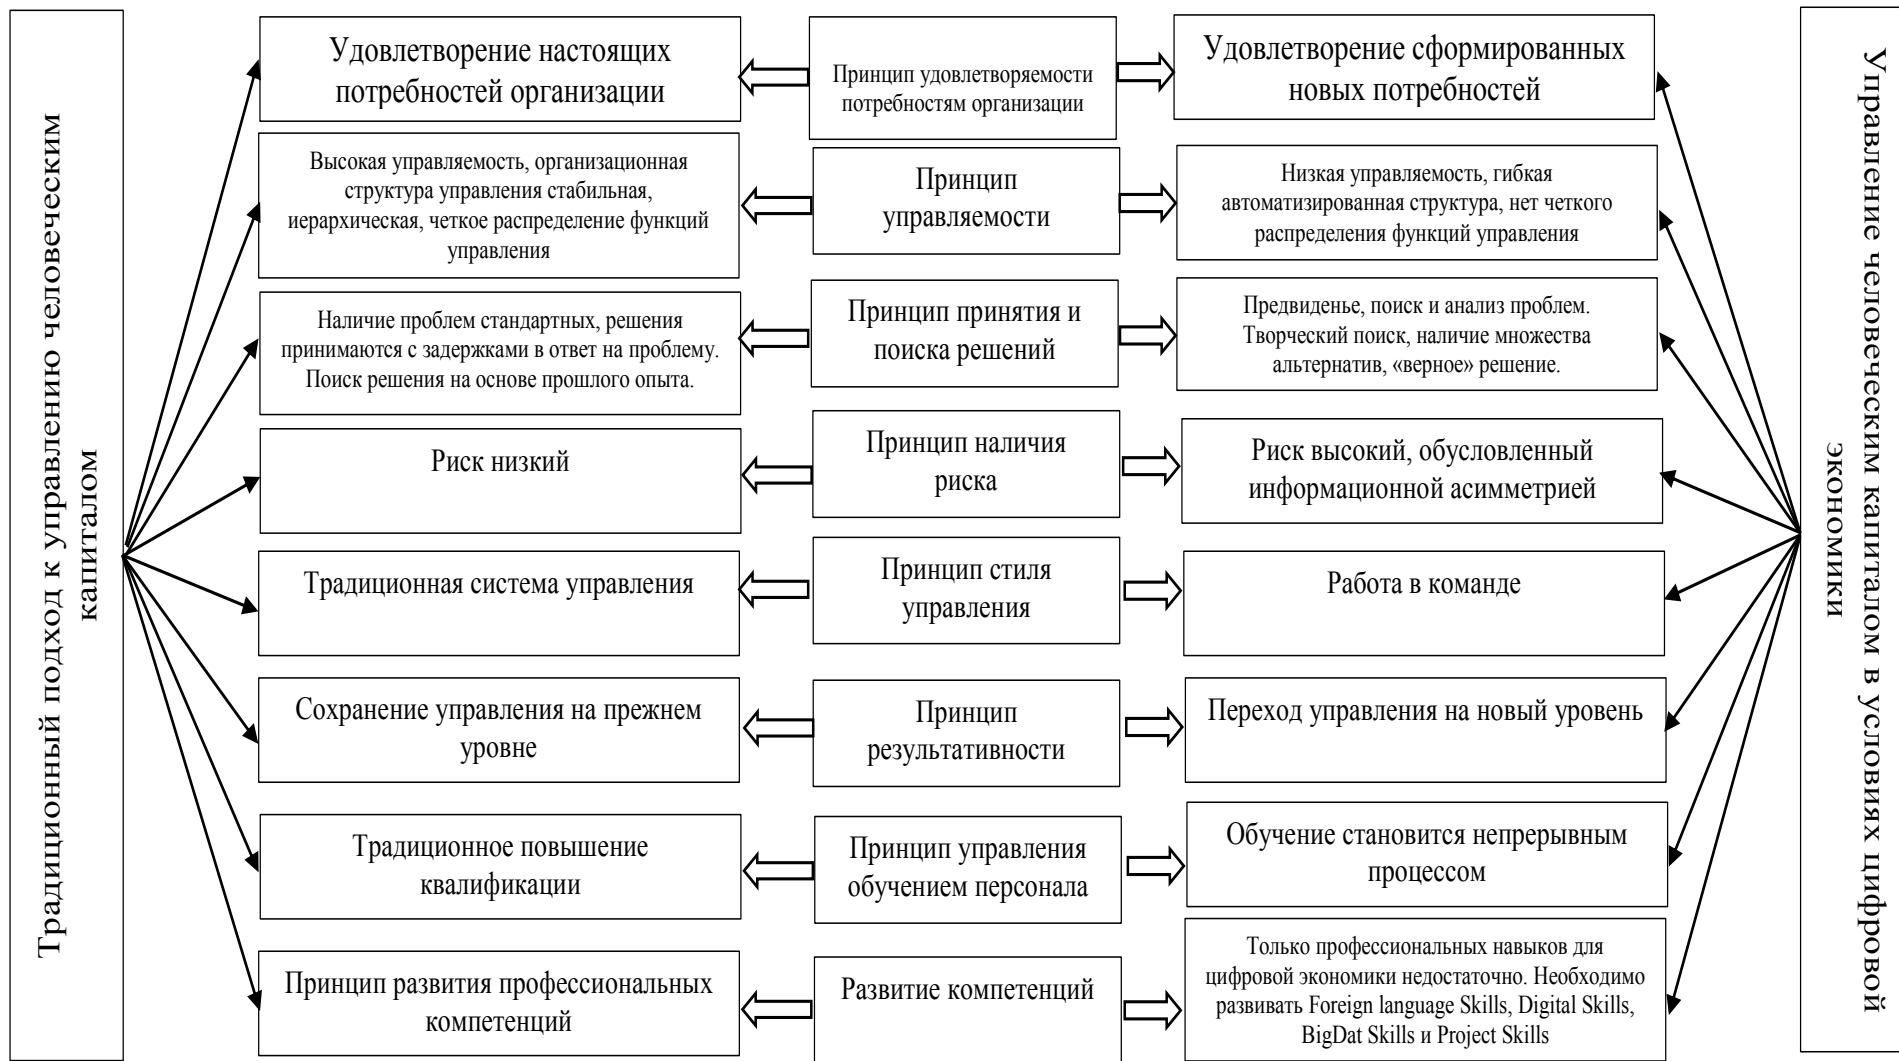 Традиционный подход к управлению человеческим
капиталом
Удовлетворение настоящих
потребностей организации
Принцип удовлетворяемости
потребностям организации
Удовлетворение сформированных
новых потребностей
Высокая управляемость, организационная
структура управления стабильная,
иерархическая, четкое распределение функций
управления
Принцип
управляемости
Низкая управляемость, гибкая
автоматизированная структура, нет четкого
распределения функций управления
Наличие проблем стандартных, решения
принимаются с задержками в ответ на проблему.
Поиск решения на основе прошлого опыта.
Принцип принятия и
поиска решений
Предвиденье, поиск и анализ проблем.
Творческий поиск, наличие множества
альтернатив, «верное» решение.
Риск низкий
Принцип наличия
риска
Риск высокий, обусловленный
информационной асимметрией
Традиционная система управления
Принцип стиля
управления
Работа в команде
Сохранение управления на прежнем
уровне
Принцип
результативности
Переход управления на новый уровень
Традиционное повышение
квалификации
Принцип управления
обучением персонала
Обучение становится непрерывным
процессом
Принцип развития профессиональных
компетенций
Развитие компетенций
Только профессиональных навыков для
цифровой экономики недостаточно. Необходимо
развивать Foreign language Skills, Digital Skills,
BigDat Skills и Project Skills
Управление человеческим капиталом в условиях цифровой
экономики